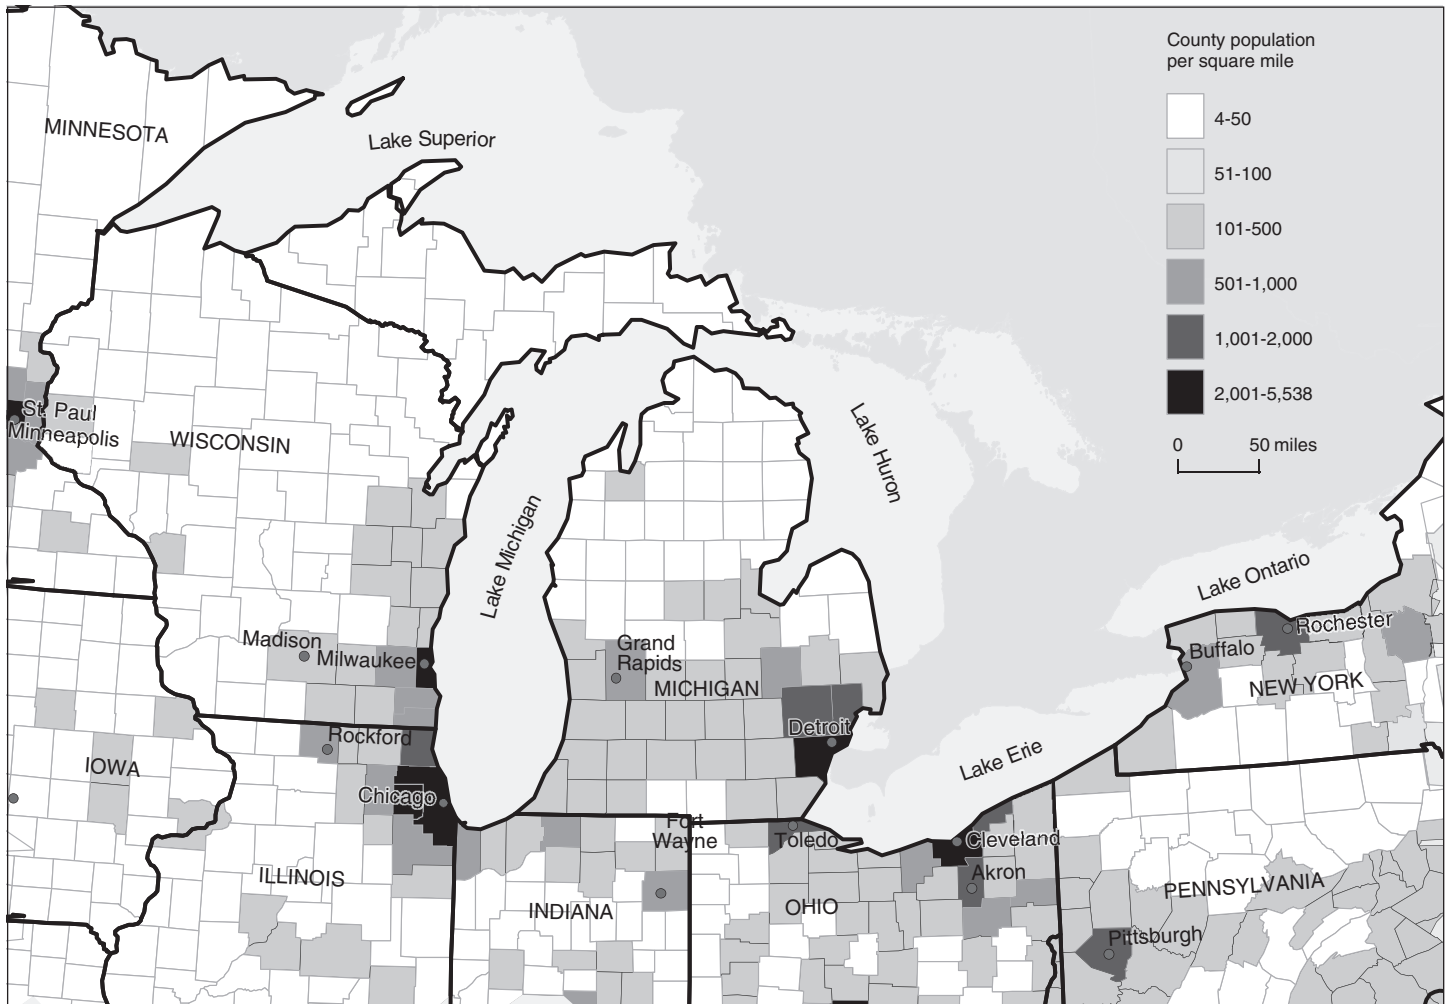 County population
per square mile
4-50
51-100
101-500
501-1,000
1,001-2,000
2,001-5,538
0 50 miles
MINNESOTA
Lake Superior
St. Paul
Minneapolis
WISCONSIN
Lake Huron
Lake Michigan
Lake Ontario
Madison
Milwaukee
Grand
Rapids
MICHIGAN
Rochester
Buffalo
NEW YORK
Rockford
Detroit
Lake Erie
IOWA
Chicago
Fort
Wayne
Toledo
Cleveland
Akron
ILLINOIS
INDIANA
OHIO
PENNSYLVANIA
Pittsburgh